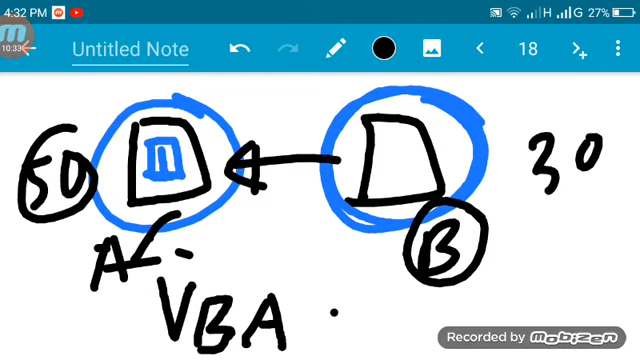 4:32 PM H G 27%
10:33 Untitled Note 18
50 30
A B
VBA
Recorded by mobizen